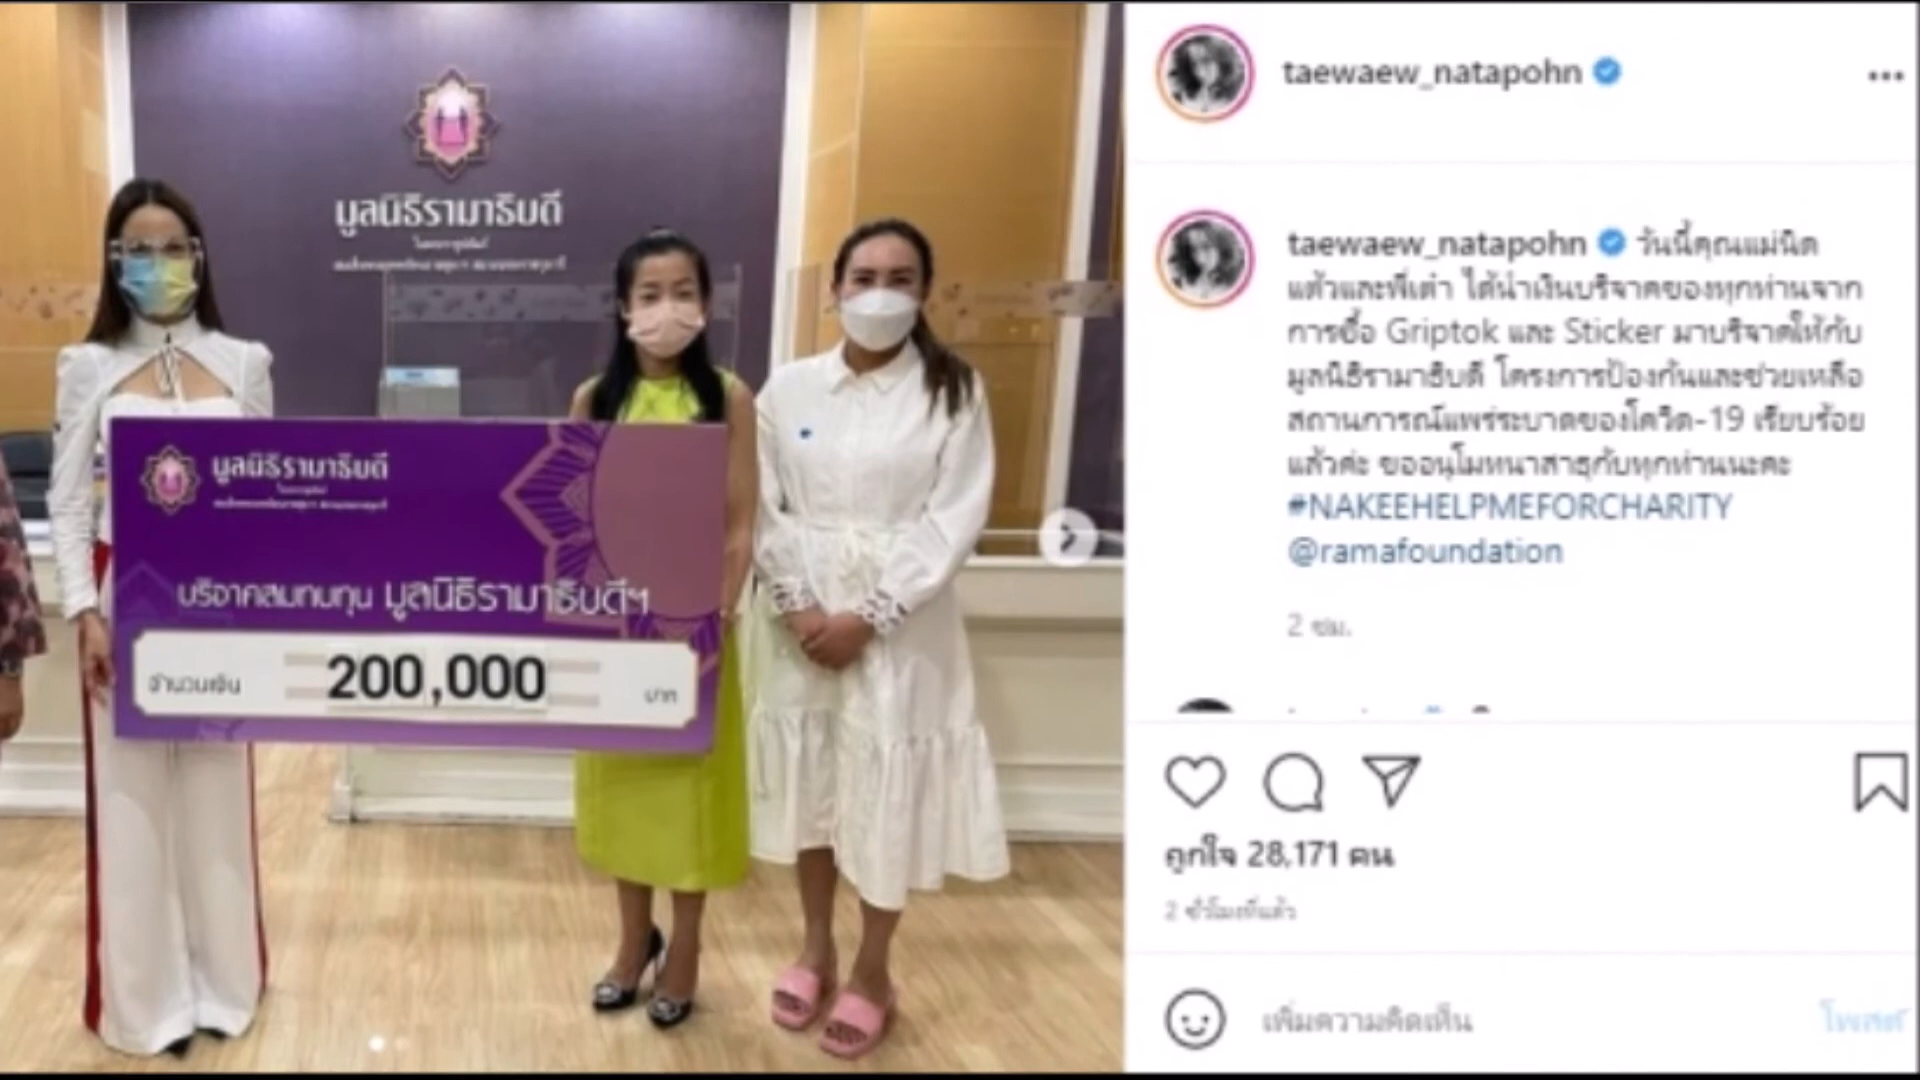 มูลนิธิรามาธิบดี
มูลนิธิรามาธิบดี
บริจาคสมทบทุน มูลนิธิรามาธิบดีฯ
จำนวนเงิน 200,000 บาท
taewaew_natapohn
taewaew_natapohn วันนี้คุณแม่นิด
แต้วและพี่เต๋า ได้นำเงินบริจาคของทุกท่านจาก
การซื้อ Griptok และ Sticker มาบริจาคให้กับ
มูลนิธิรามาธิบดี โครงการป้องกันและช่วยเหลือ
สถานการณ์แพร่ระบาดของโควิด-19 เรียบร้อย
แล้วค่ะ ขออนุโมทนาสาธุกับทุกท่านนะคะ
#NAKEEHELPMEFORCHARITY
@ramafoundation
2 ชม.
ถูกใจ 28,171 คน
2 ชั่วโมงที่แล้ว
เพิ่มความคิดเห็น
โพสต์